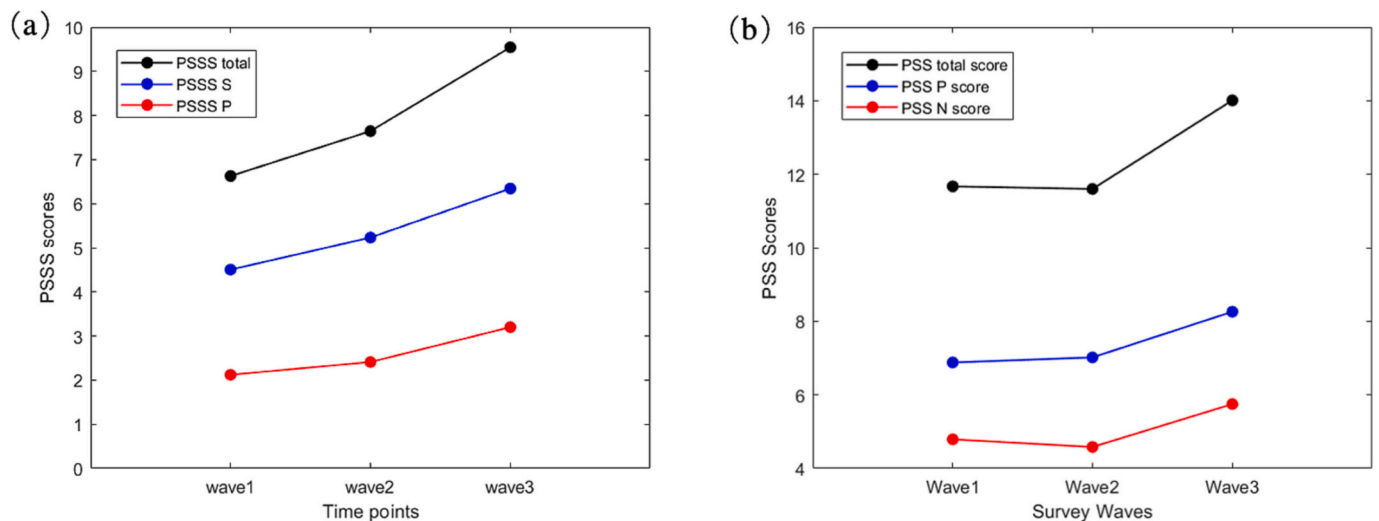 (a)
PSSS total
PSSS S
PSSS P
10
9
8
7
6
5
4
3
2
1
0
PSSS scores
wave1 wave2 wave3
Time points
(b)
PSS total score
PSS P score
PSS N score
16
14
12
10
8
6
4
PSS Scores
Wave1 Wave2 Wave3
Survey Waves